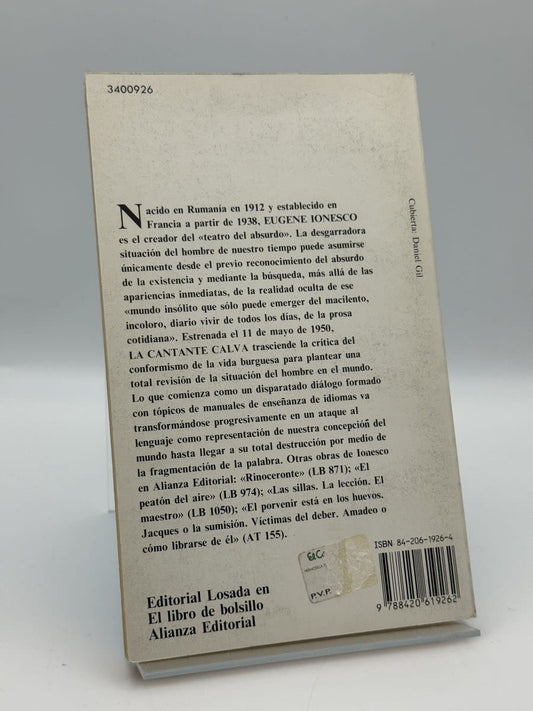 3400926
Nacido en Rumanía en 1912 y establecido en
Francia a partir de 1938, EUGENE IONESCO
es el creador del «teatro del absurdo». La desgarradora
situación del hombre de nuestro tiempo puede asumirse
únicamente desde el previo reconocimiento del absurdo
de la existencia y mediante la búsqueda, más allá de las
apariencias inmediatas, de la realidad oculta de ese
«mundo insólito que sólo puede emerger del macilento,
incoloro, diario vivir de todos los días, de la prosa
cotidiana». Estrenada el 11 de mayo de 1950,
LA CANTANTE CALVA trasciende la crítica del
conformismo de la vida burguesa para plantear una
total revisión de la situación del hombre en el mundo.
Lo que comienza como un disparatado diálogo formado
con tópicos de manuales de enseñanza de idiomas va
transformándose progresivamente en un ataque al
lenguaje como representación de nuestra concepción del
mundo hasta llegar a su total destrucción por medio de
la fragmentación de la palabra. Otras obras de Ionesco
en Alianza Editorial: «Rinoceronte» (LB 871); «El
peatón del aire» (LB 974); «Las sillas. La lección. El
maestro» (LB 1050); «El porvenir está en los huevos.
Jacques o la sumisión. Víctimas del deber. Amadeo o
cómo librarse de él» (AT 155).
Cubierta: Daniel Gil
Editorial Losada en
El libro de bolsillo
Alianza Editorial
P.V.P.
ISBN 84-206-1926-4
9 788420 619262